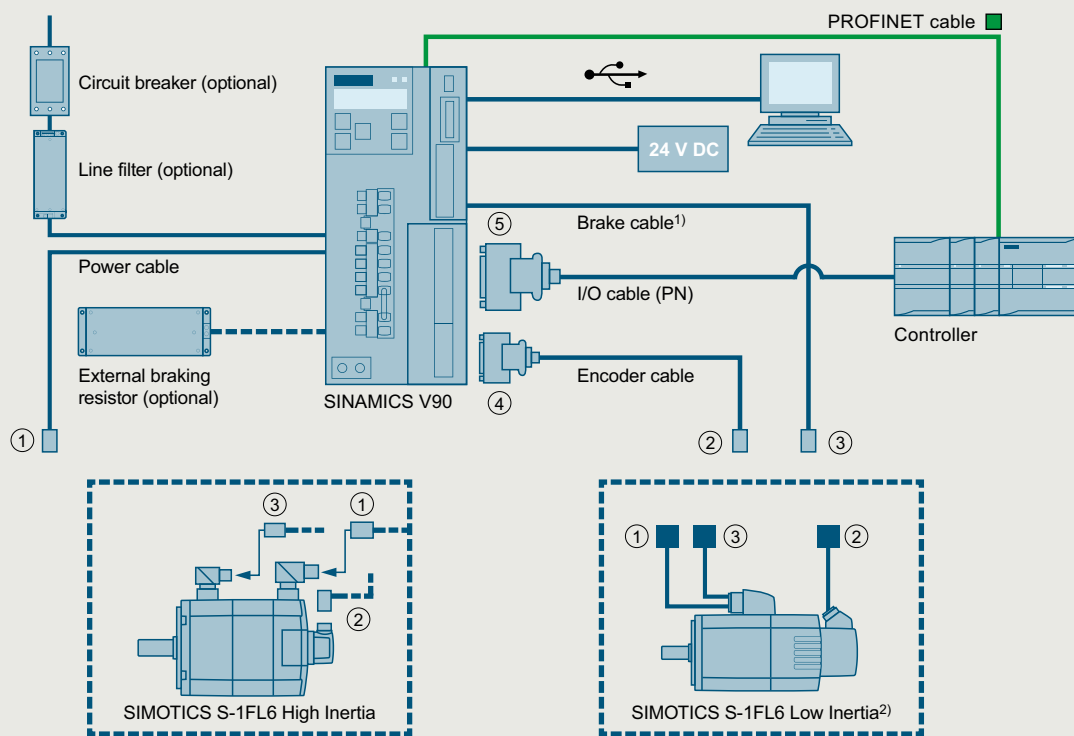 PROFINET cable
Circuit breaker (optional)
Line filter (optional)
24 V DC
Brake cable¹⁾
⑤
Power cable
I/O cable (PN)
Controller
External braking
resistor (optional)
Encoder cable
SINAMICS V90
④
①
②
③
③
①
②
SIMOTICS S-1FL6 High Inertia
①
③
②
SIMOTICS S-1FL6 Low Inertia²⁾